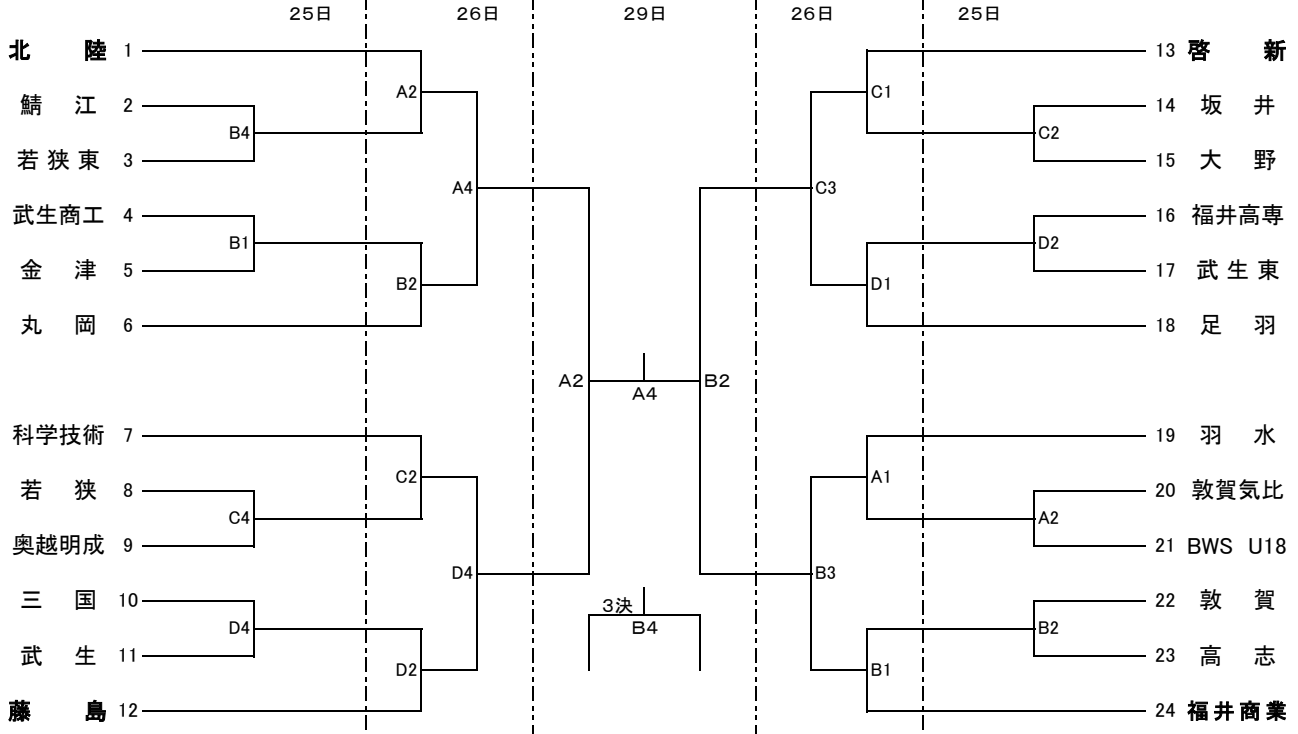 25日 26日 29日 26日 25日
北 陸 1 13 啓 新
A2 C1
鯖 江 2 14 坂 井
B4 C2
若狭東 3 15 大 野
A4 C3
武生商工 4 16 福井高専
B1 D2
金 津 5 17 武生東
B2 D1
丸 岡 6 18 足 羽
A2 B2
A4
科学技術 7 19 羽 水
C2 A1
若 狭 8 20 敦賀気比
C4 A2
奥越明成 9 21 BWS U18
D4 B3
三 国 10 22 敦 賀
3決
D4 B4 B2
武 生 11 23 高 志
D2 B1
藤 島 12 24 福井商業